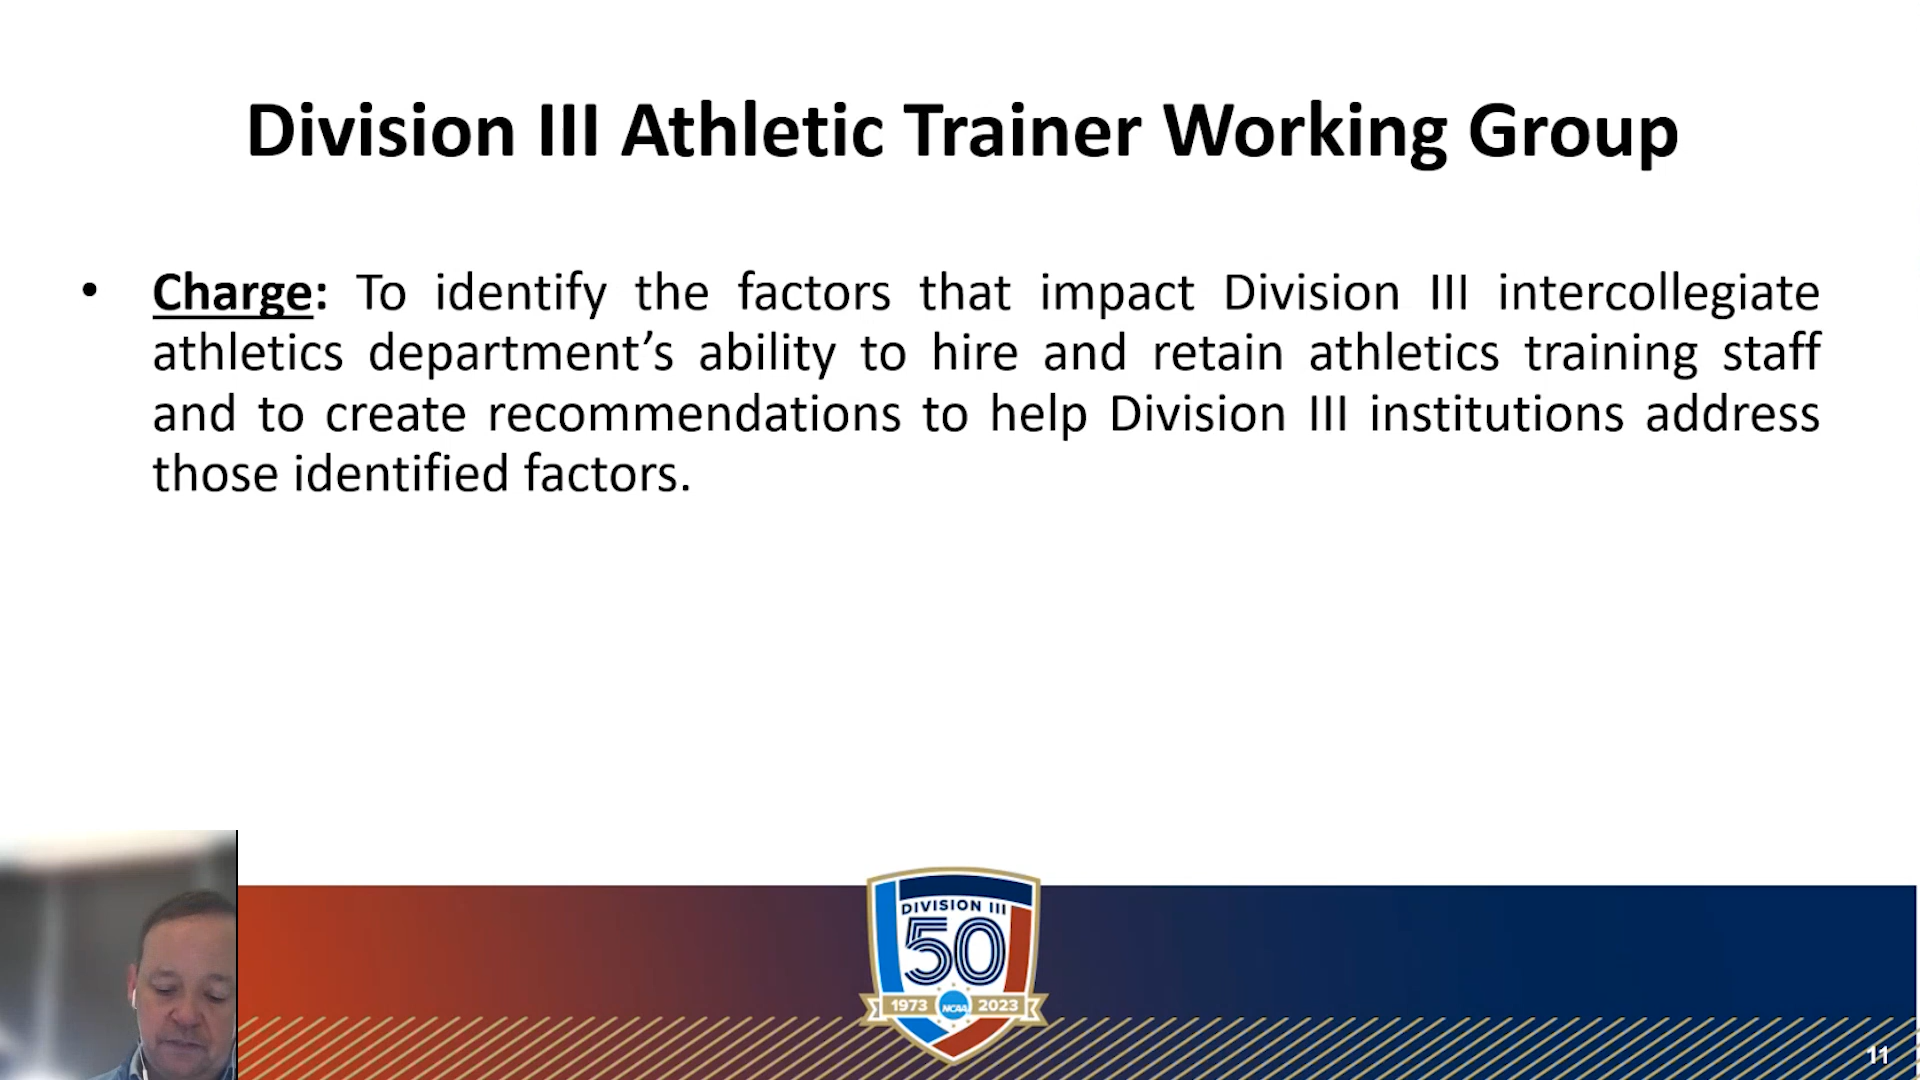 Division III Athletic Trainer Working Group
• Charge: To identify the factors that impact Division III intercollegiate
athletics department’s ability to hire and retain athletics training staff
and to create recommendations to help Division III institutions address
those identified factors.
DIVISION III
50
1973 NCAA 2023
11